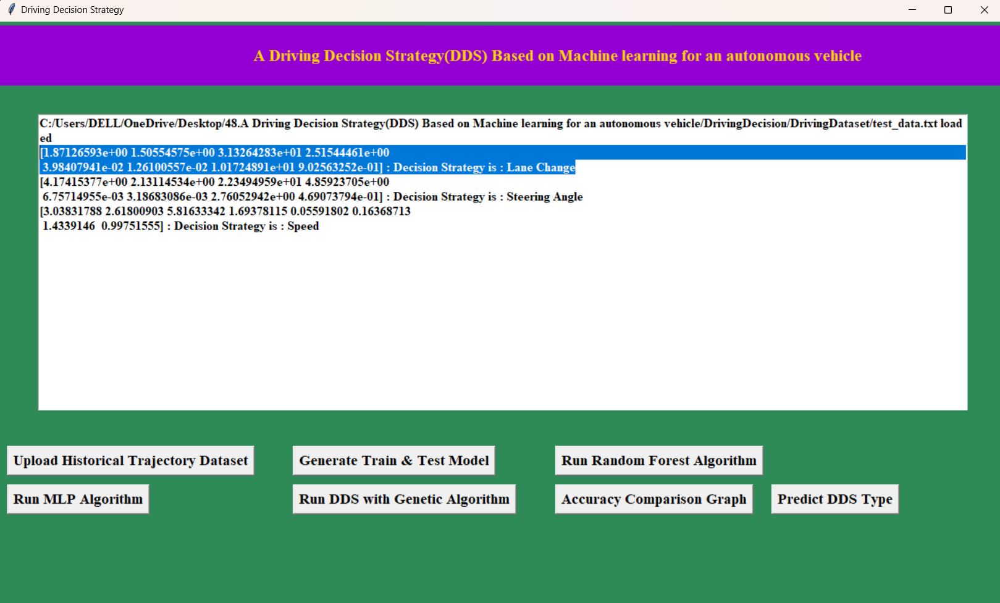 Driving Decision Strategy
A Driving Decision Strategy(DDS) Based on Machine learning for an autonomous vehicle
C:/Users/DELL/OneDrive/Desktop/48.A Driving Decision Strategy(DDS) Based on Machine learning for an autonomous vehicle/DrivingDecision/DrivingDataset/test_data.txt load
ed
[1.87126593e+00 1.50554575e+00 3.13264283e+01 2.51544461e+00
3.98407941e-02 1.26100557e-02 1.01724891e+01 9.02563252e-01] : Decision Strategy is : Lane Change
[4.17415377e+00 2.13114534e+00 2.23494959e+01 4.85923705e+00
6.75714955e-03 3.18683086e-03 2.76052942e+00 4.69073794e-01] : Decision Strategy is : Steering Angle
[3.03831788 2.61800903 5.81633342 1.69378115 0.05591802 0.16368713
1.4339146  0.99751555] : Decision Strategy is : Speed
Upload Historical Trajectory Dataset
Generate Train & Test Model
Run Random Forest Algorithm
Run MLP Algorithm
Run DDS with Genetic Algorithm
Accuracy Comparison Graph
Predict DDS Type